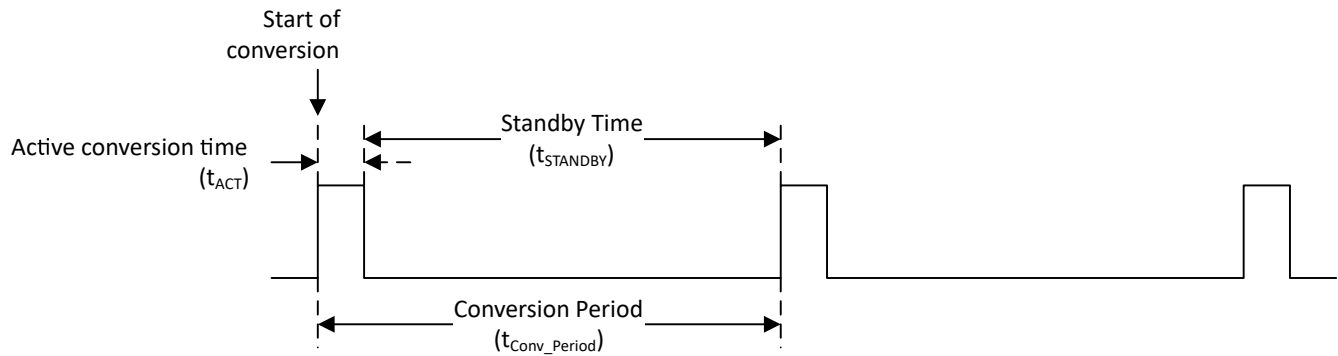 Start of
conversion
Active conversion time
(tACT)
Standby Time
(tSTANDBY)
Conversion Period
(tConv_Period)